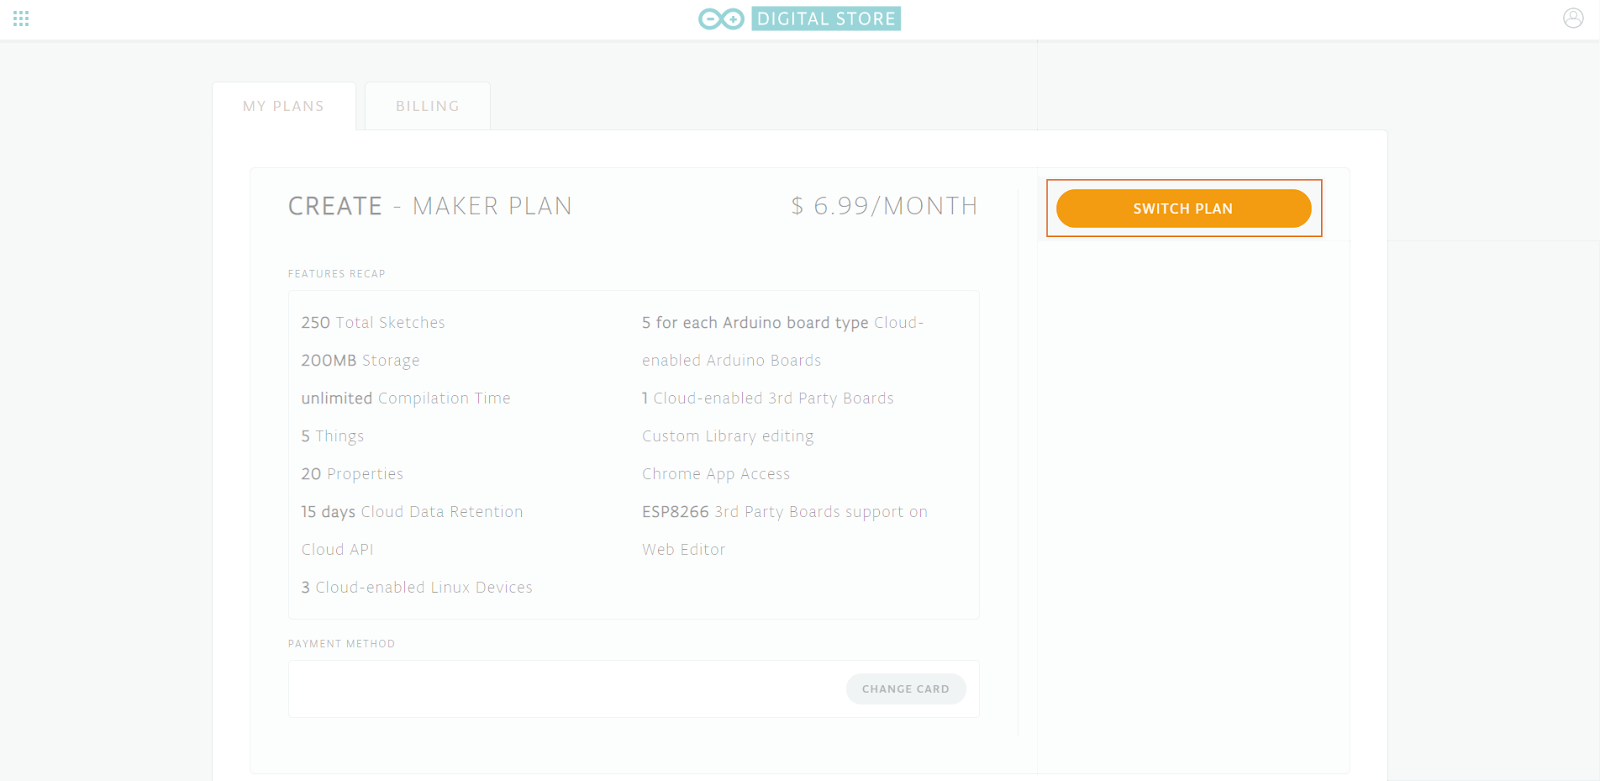 DIGITAL STORE
MY PLANS
BILLING
CREATE - MAKER PLAN
$ 6.99/MONTH
SWITCH PLAN
FEATURES RECAP
250 Total Sketches
200MB Storage
unlimited Compilation Time
5 Things
20 Properties
15 days Cloud Data Retention
Cloud API
3 Cloud-enabled Linux Devices
5 for each Arduino board type Cloud-
enabled Arduino Boards
1 Cloud-enabled 3rd Party Boards
Custom Library editing
Chrome App Access
ESP8266 3rd Party Boards support on
Web Editor
PAYMENT METHOD
CHANGE CARD